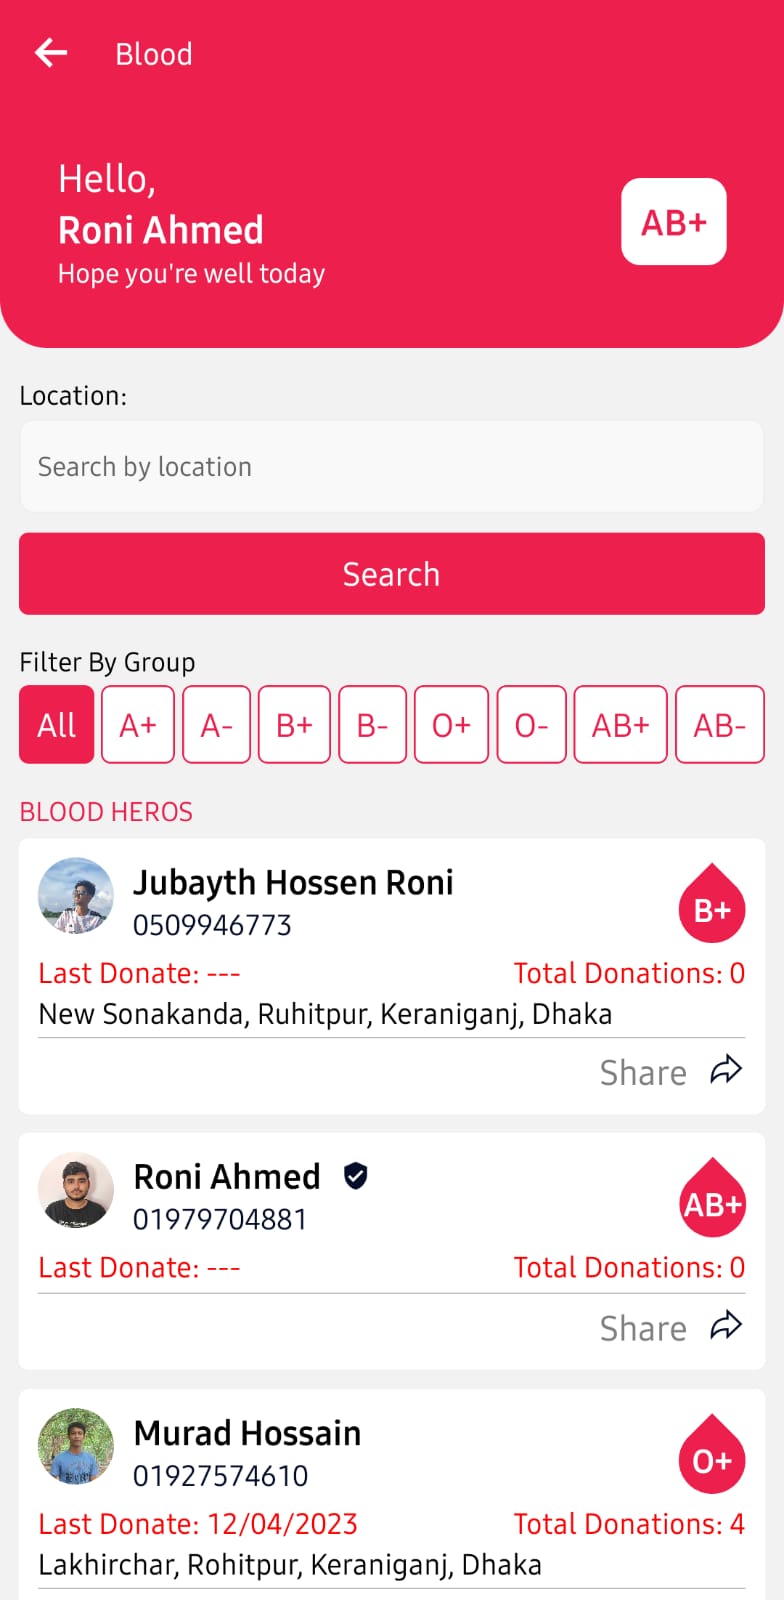 Blood
Hello,
Roni Ahmed
Hope you're well today
AB+
Location:
Search by location
Search
Filter By Group
All A+ A- B+ B- O+ O- AB+ AB-
BLOOD HEROS
Jubayth Hossen Roni
0509946773
B+
Last Donate: --- Total Donations: 0
New Sonakanda, Ruhitpur, Keraniganj, Dhaka
Share
Roni Ahmed
01979704881
AB+
Last Donate: --- Total Donations: 0
Share
Murad Hossain
01927574610
O+
Last Donate: 12/04/2023 Total Donations: 4
Lakhirchar, Rohitpur, Keraniganj, Dhaka